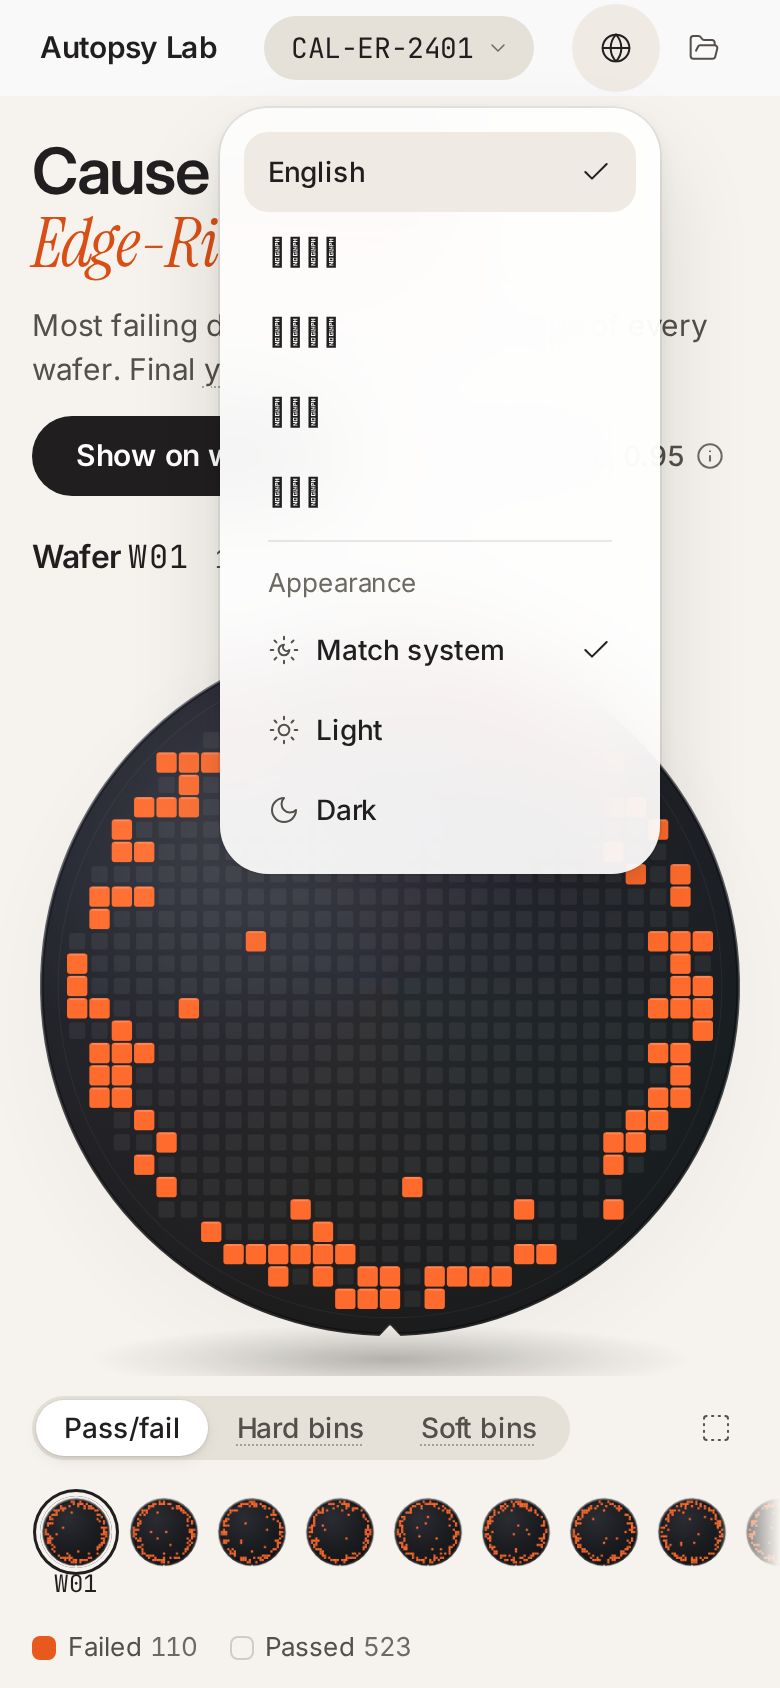 Autopsy Lab
CAL-ER-2401
Cause
Edge-Ri
Most failing d
of every
wafer. Final y
Show on w
0.95
Wafer W01
English
Appearance
Match system
Light
Dark
Pass/fail
Hard bins
Soft bins
W01
Failed 110
Passed 523